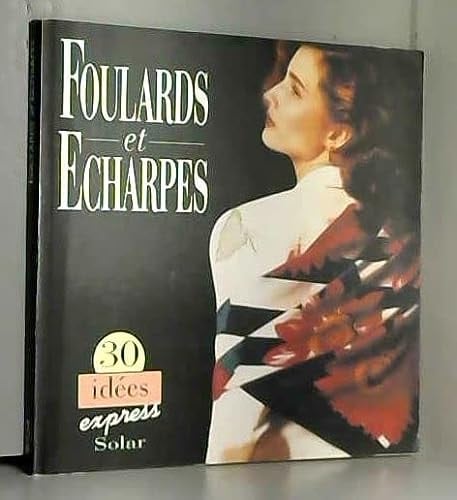 FOULARDS
et
ECHARPES
30
idées
express
Solar